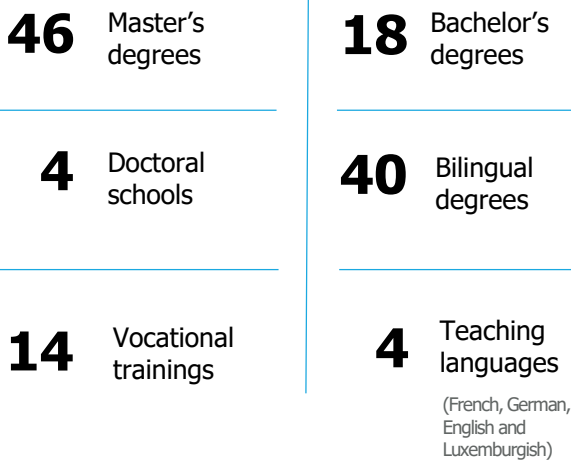 46 Master’s
degrees
18 Bachelor’s
degrees
4 Doctoral
schools
40 Bilingual
degrees
14 Vocational
trainings
4 Teaching
languages
(French, German,
English and
Luxemburgish)